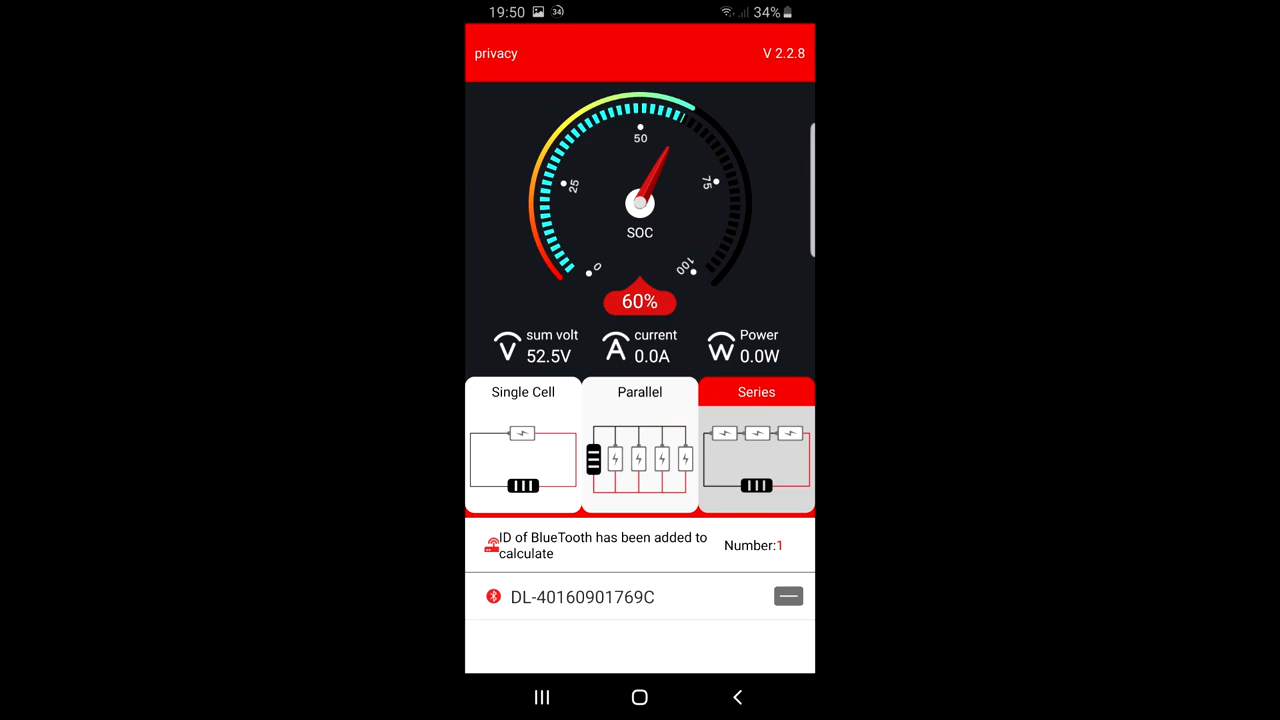 19:50 34 34%
privacy V 2.2.8
50
25 75
SOC
0 100
60%
sum volt current Power
V 52.5V A 0.0A W 0.0W
Single Cell Parallel Series
ID of BlueTooth has been added to
calculate
Number:1
DL-40160901769C